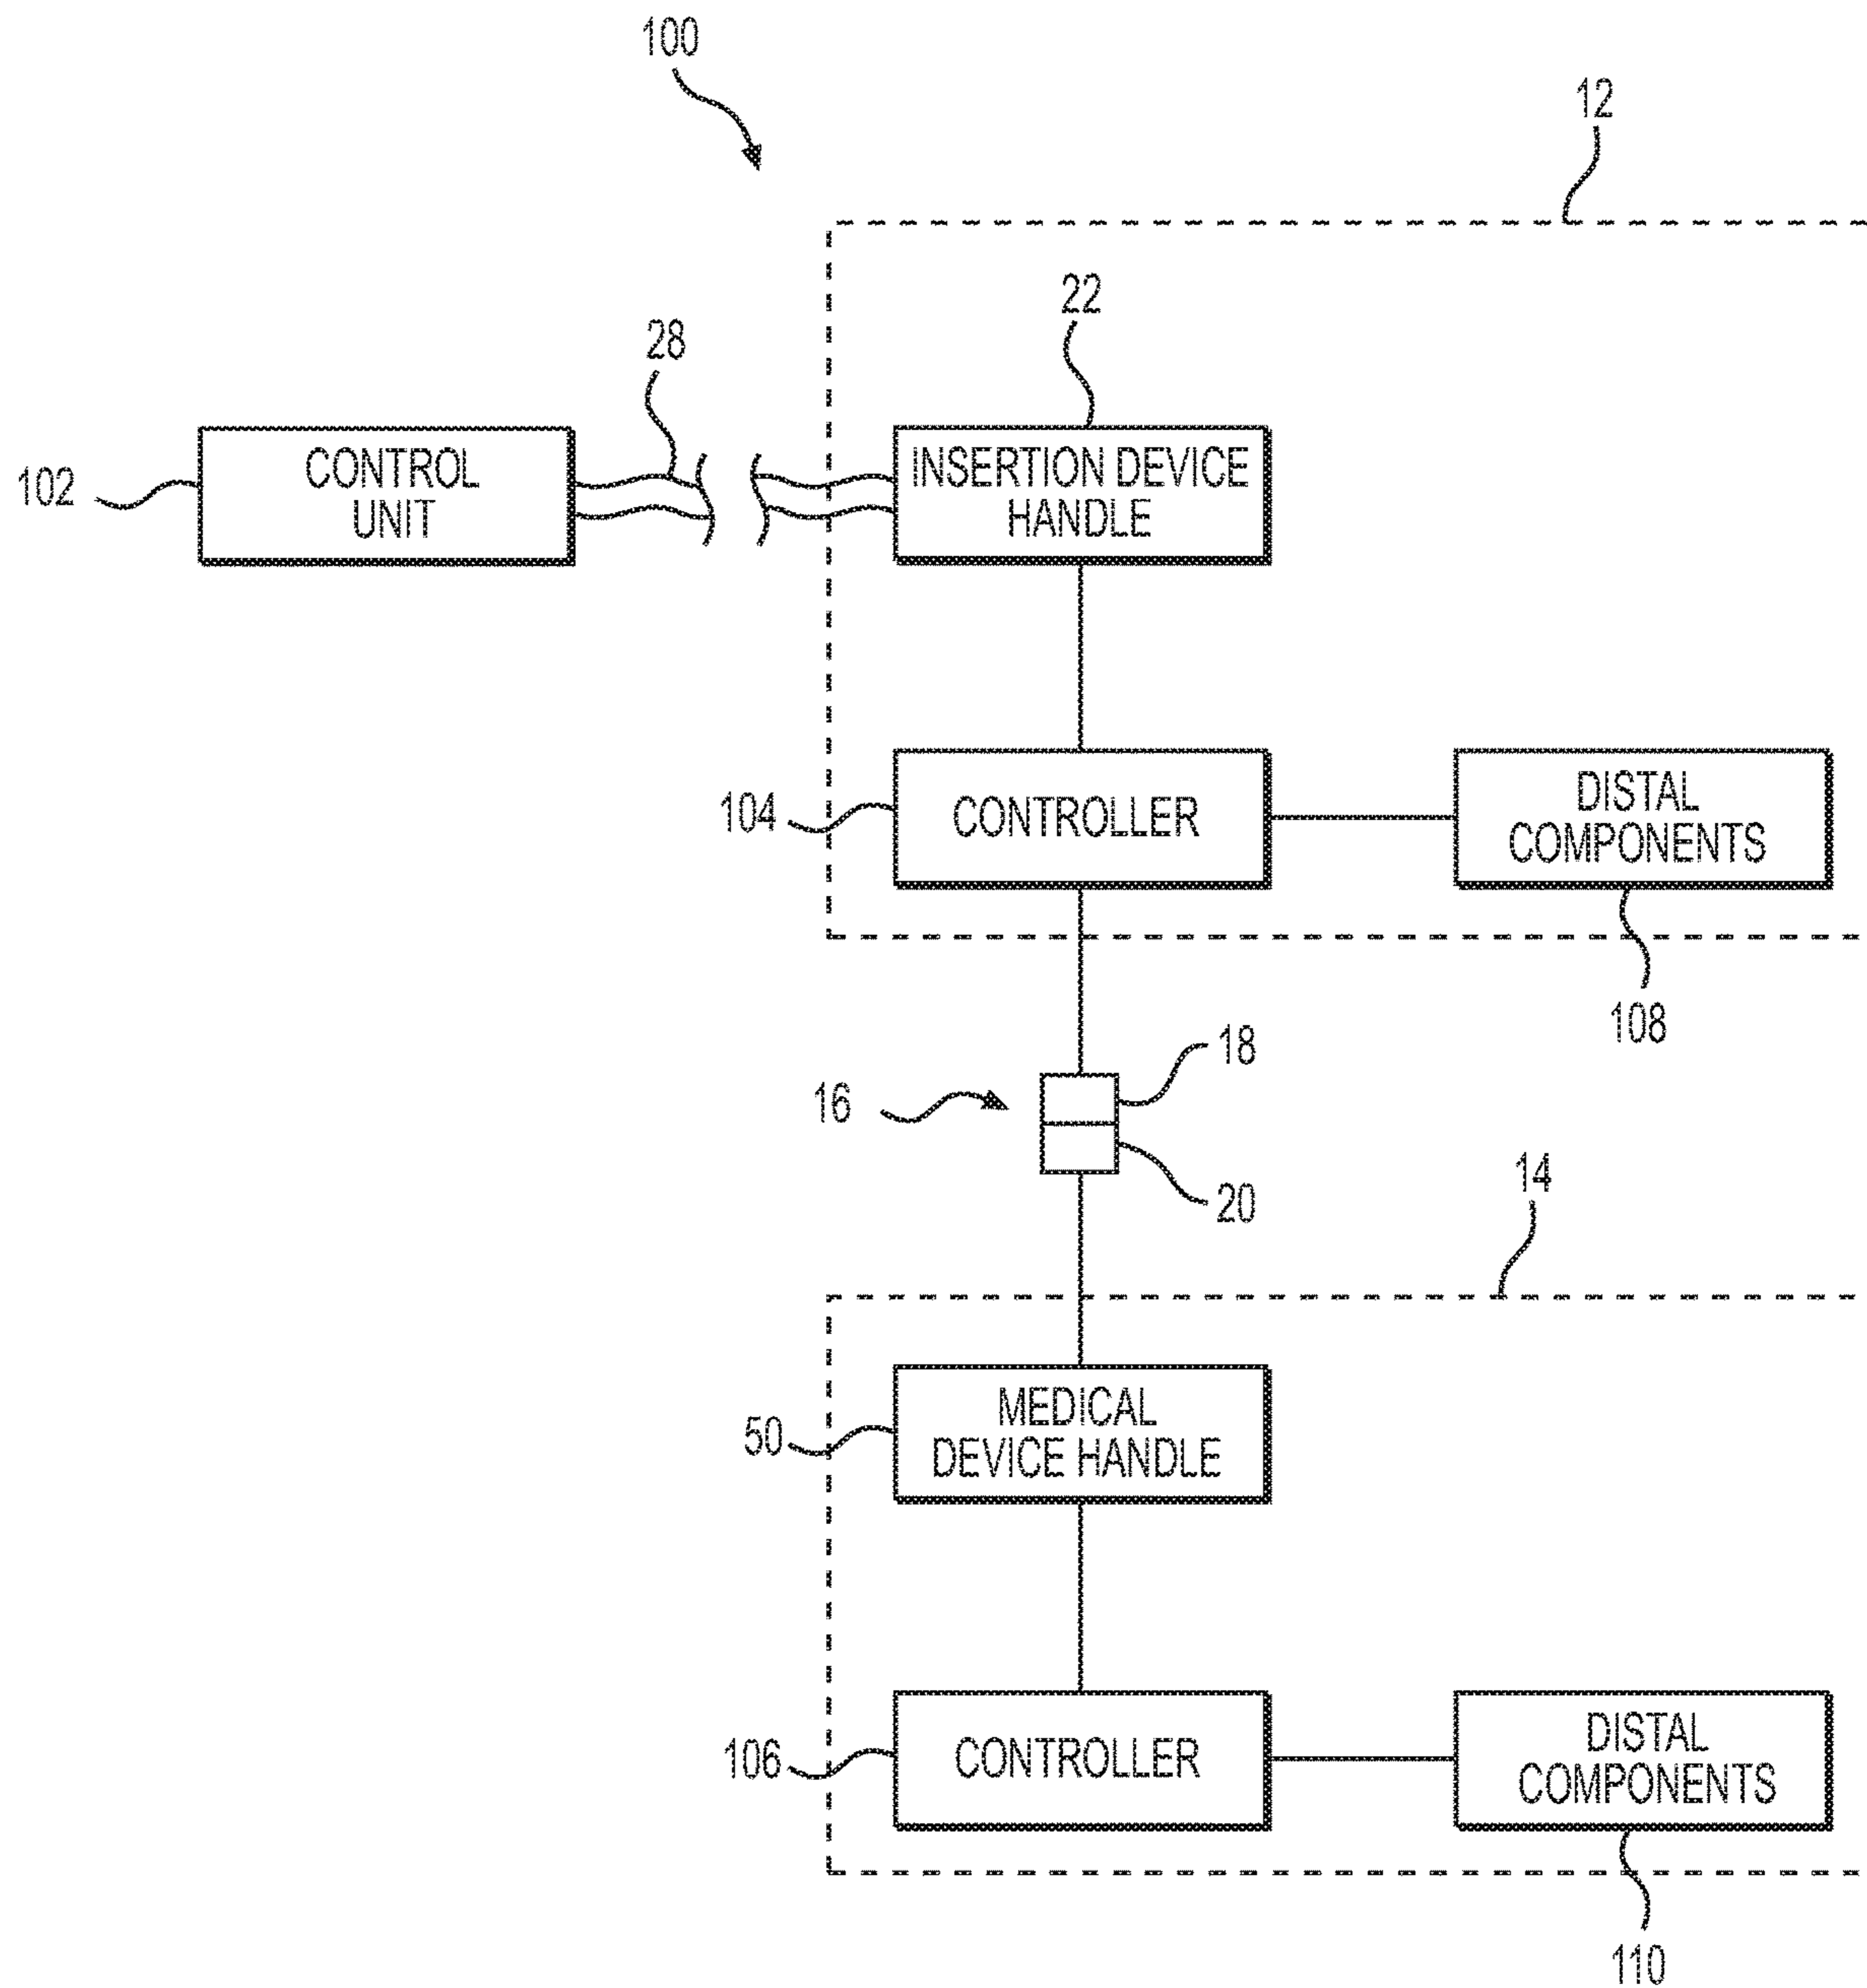 100
12
22
28
102
CONTROL
UNIT
INSERTION DEVICE
HANDLE
104
CONTROLLER
DISTAL
COMPONENTS
108
18
16
20
14
50
MEDICAL
DEVICE HANDLE
106
CONTROLLER
DISTAL
COMPONENTS
110